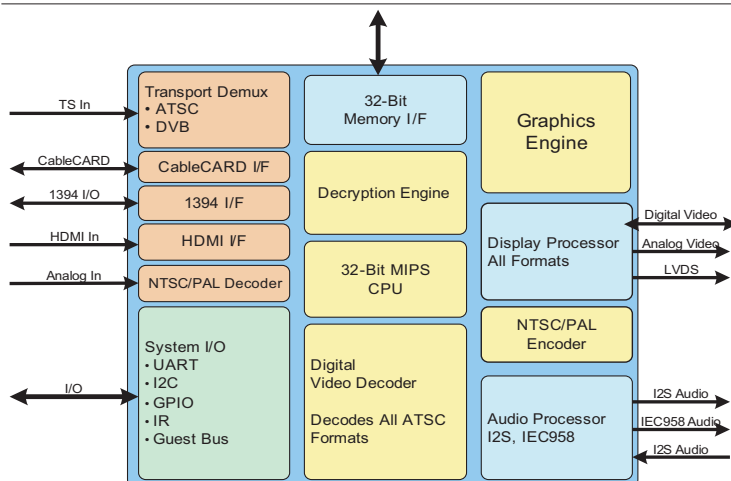 TS In
CableCARD
1394 I/O
HDMI In
Analog In
I/O
Transport Demux
• ATSC
• DVB
CableCARD I/F
1394 I/F
HDMI I/F
NTSC/PAL Decoder
System I/O
• UART
• I2C
• GPIO
• IR
• Guest Bus
32-Bit
Memory I/F
Decryption Engine
32-Bit MIPS
CPU
Digital
Video Decoder
Decodes All ATSC
Formats
Graphics
Engine
Display Processor
All Formats
NTSC/PAL
Encoder
Audio Processor
I2S, IEC958
Digital Video
Analog Video
LVDS
I2S Audio
IEC958 Audio
I2S Audio